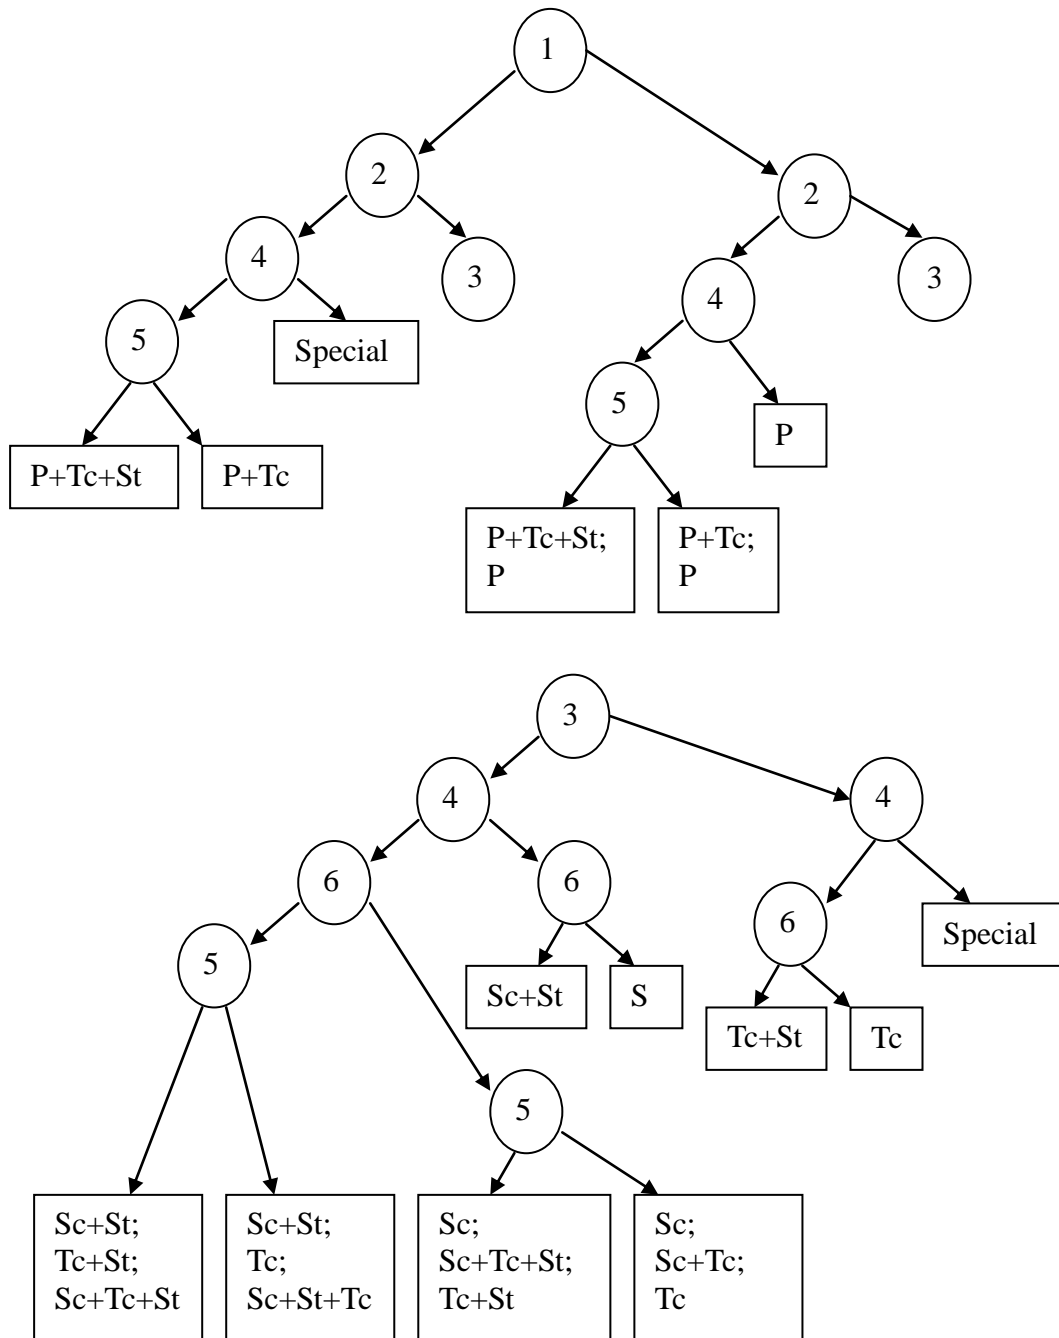 1
2
2
4
3
4
3
5
Special
5
P
P+Tc+St
P+Tc
P+Tc+St;
P
P+Tc;
P
3
4
4
6
6
6
Special
5
Sc+St
S
Tc+St
Tc
5
Sc+St;
Tc+St;
Sc+Tc+St
Sc+St;
Tc;
Sc+St+Tc
Sc;
Sc+Tc+St;
Tc+St
Sc;
Sc+Tc;
Tc